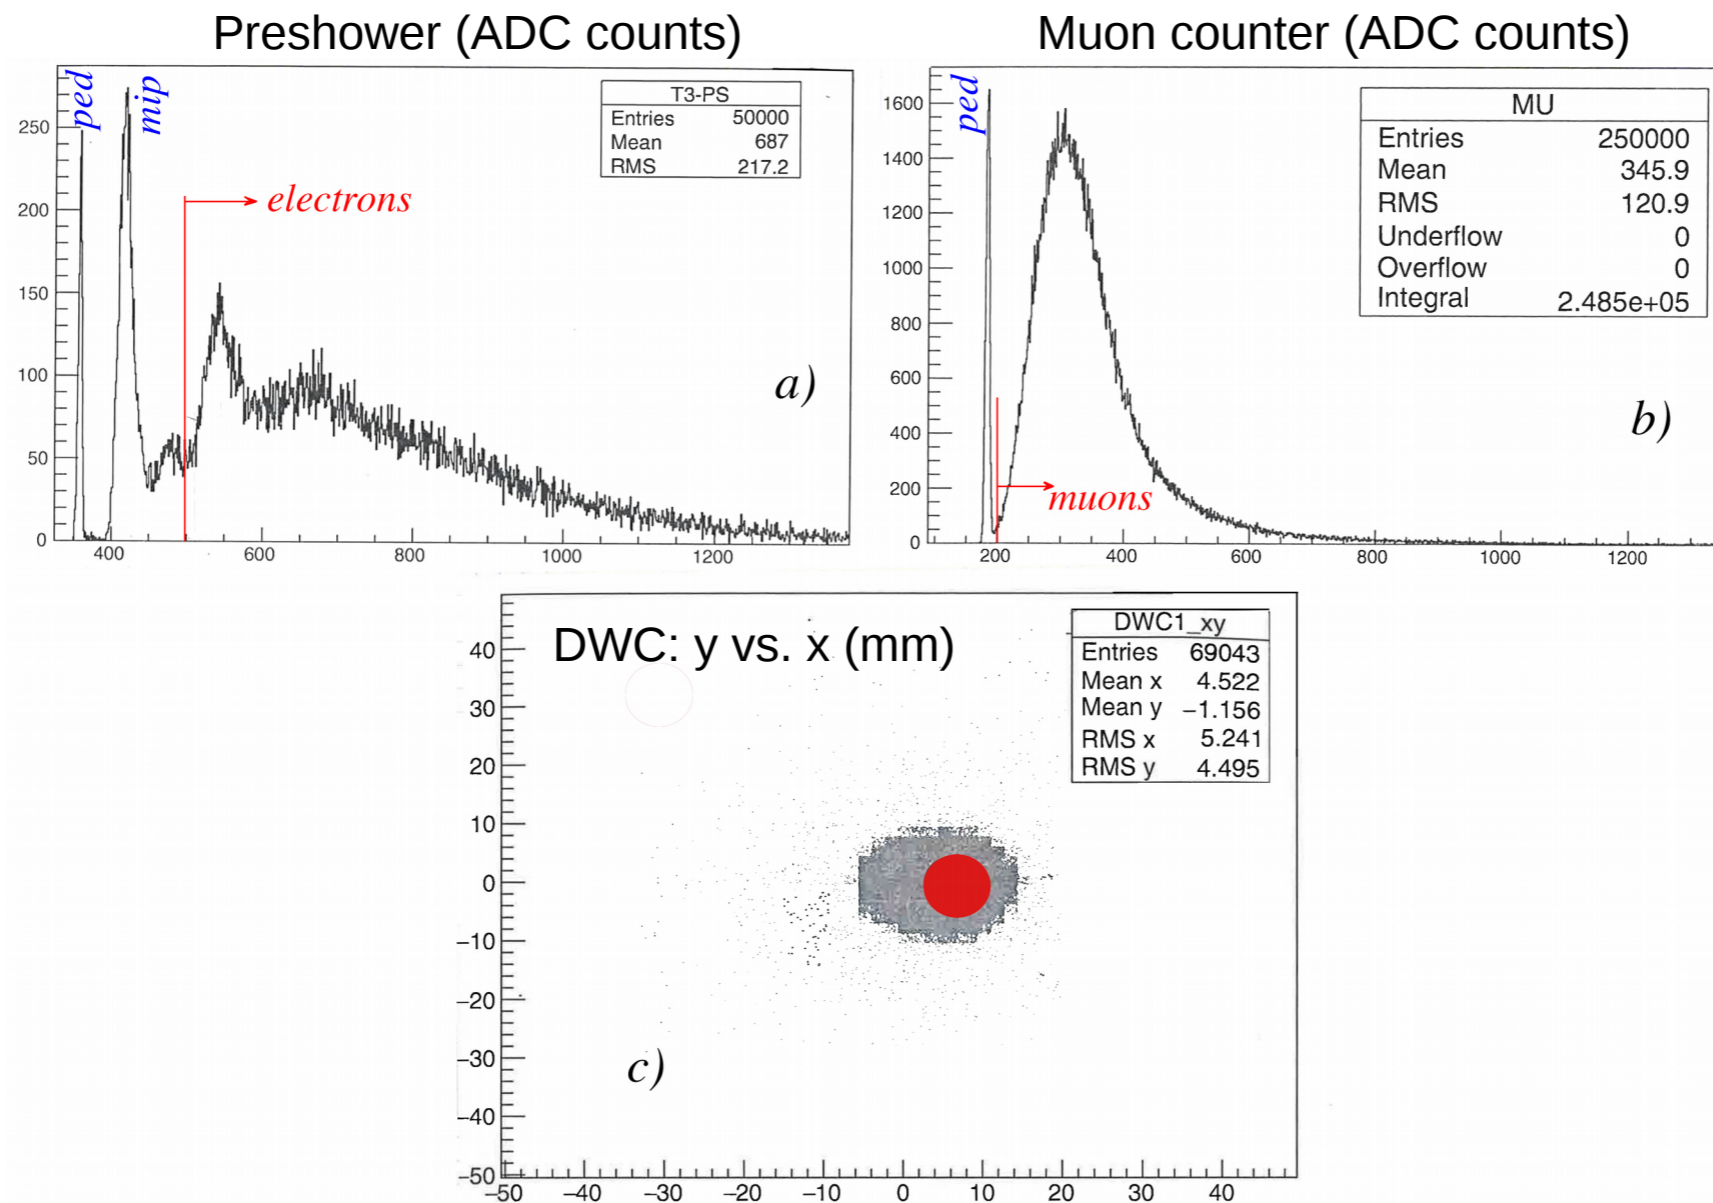 Preshower (ADC counts)
ped
mip
T3-PS
Entries 50000
Mean 687
RMS 217.2
electrons
a)
250
200
150
100
50
0
400 600 800 1000 1200
Muon counter (ADC counts)
ped
MU
Entries 250000
Mean 345.9
RMS 120.9
Underflow 0
Overflow 0
Integral 2.485e+05
muons
b)
1600
1400
1200
1000
800
600
400
200
0
200 400 600 800 1000 1200
DWC: y vs. x (mm)
DWC1_xy
Entries 69043
Mean x 4.522
Mean y −1.156
RMS x 5.241
RMS y 4.495
c)
40
30
20
10
0
−10
−20
−30
−40
−50
−50 −40 −30 −20 −10 0 10 20 30 40